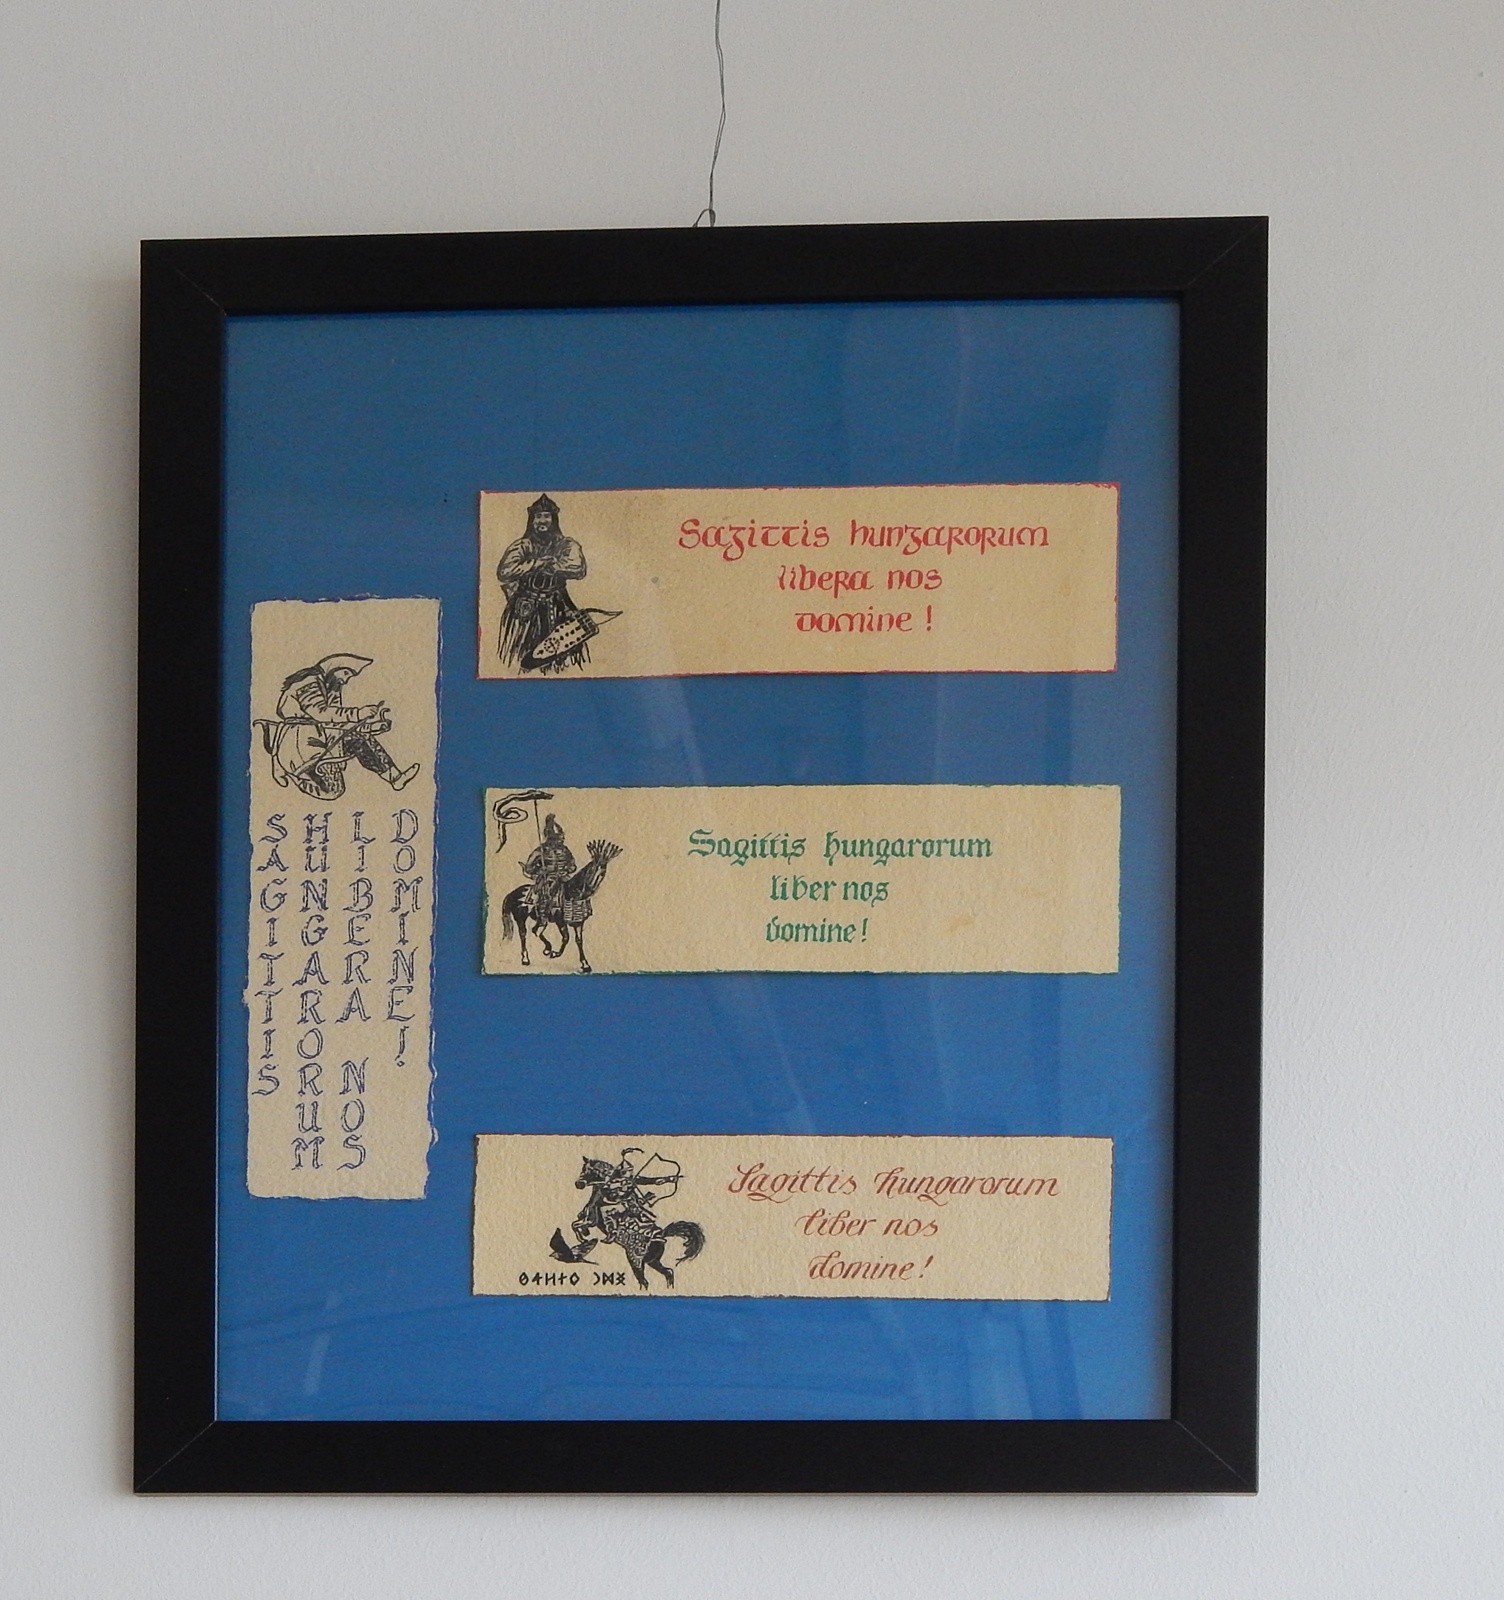 SAGITTIS
HUNGARORUM
LIBERA NOS
DOMINE!
Sagittis hungarorum
libera nos
domine !
Sagittis hungarorum
liber nos
domine!
Sagittis hungarorum
liber nos
domine!